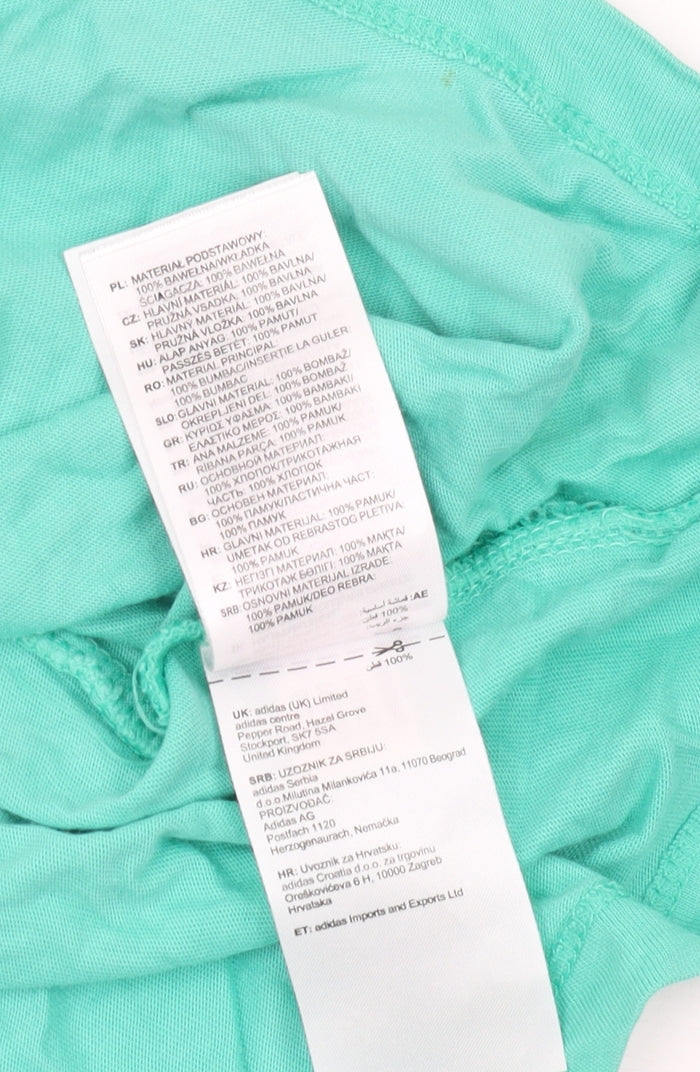 PL: MATERIAŁ PODSTAWOWY:
100% BAWEŁNA/WKŁADKA
ŚCIĄGACZA: 100% BAWEŁNA
CZ: HLAVNÍ MATERIÁL: 100% BAVLNA/
PRUŽNÁ VSADKA: 100% BAVLNA
SK: HLAVNÝ MATERIÁL: 100% BAVLNA/
PRUŽNÁ VLOŽKA: 100% BAVLNA
HU: ALAP ANYAG: 100% PAMUT/
PASSZÉS BETÉT: 100% PAMUT
RO: MATERIAL PRINCIPAL:
100% BUMBAC/INSERTIE LA GULER:
100% BUMBAC
SLO: GLAVNI MATERIAL: 100% BOMBAŽ/
OKREPLJENI DEL: 100% BOMBAŽ
GR: ΚΥΡΙΟΣ ΥΦΑΣΜΑ: 100% ΒΑΜΒΑΚΙ/
ΕΛΑΣΤΙΚΟ ΜΕΡΟΣ: 100% ΒΑΜΒΑΚΙ
TR: ANA MALZEME: 100% PAMUK/
RIBANA PARÇA: 100% PAMUK
RU: ОСНОВНОЙ МАТЕРИАЛ:
100% ХЛОПОК/ТРИКОТАЖНАЯ
ЧАСТЬ: 100% ХЛОПОК
BG: ОСНОВЕН МАТЕРИАЛ:
100% ПАМУК/ПЛАСТИЧНА ЧАСТ:
100% ПАМУК
HR: GLAVNI MATERIJAL: 100% PAMUK/
UMETAK OD REBRASTOG PLETIVA:
100% PAMUK
KZ: НЕГІЗГІ МАТЕРИАЛ: 100% МАҚТА/
ТРИКОТАЖ БӨЛІГІ: 100% МАҚТА
SRB: OSNOVNI MATERIJAL IZRADE:
100% PAMUK/DEO REBRA:
100% PAMUK
AE: قماشة أساسية:
100% قطن
جزء الريب:
100% قطن
UK: adidas (UK) Limited
adidas centre
Pepper Road, Hazel Grove
Stockport, SK7 5SA
United Kingdom
SRB: UZOZNIK ZA SRBIJU:
adidas Serbia
d.o.o.Milutina Milankovića 11a, 11070 Beograd
PROIZVOĐAČ:
Adidas AG
Postfach 1120
Herzogenaurach, Nemačka
HR: Uvoznik za Hrvatsku:
adidas Croatia d.o.o. za trgovinu
Oreškovićeva 6 H, 10000 Zagreb
Hrvatska
ET: adidas Imports and Exports Ltd